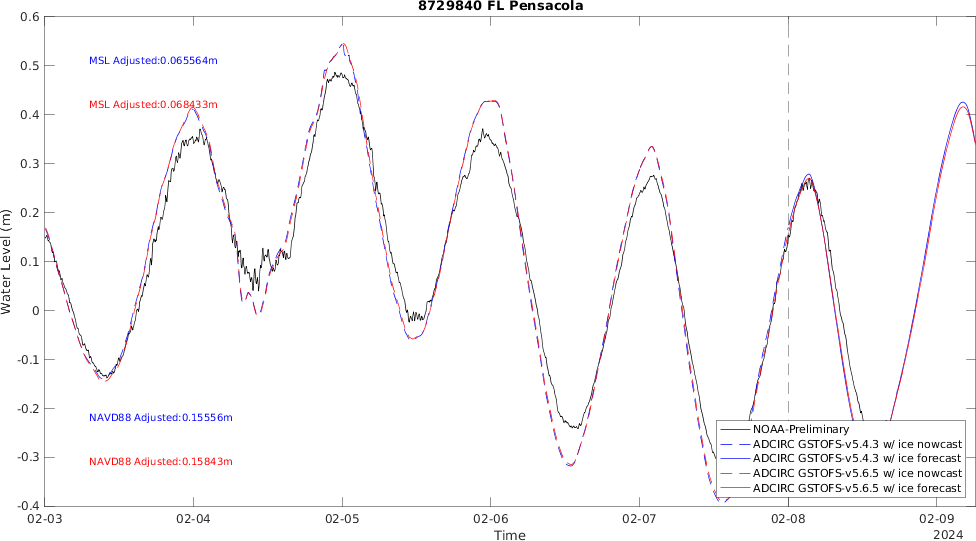 8729840 FL Pensacola
0.6
0.5
0.4
0.3
0.2
0.1
0
-0.1
-0.2
-0.3
-0.4
Water Level (m)
MSL Adjusted:0.065564m
MSL Adjusted:0.068433m
NAVD88 Adjusted:0.15556m
NAVD88 Adjusted:0.15843m
NOAA-Preliminary
ADCIRC GSTOFS-v5.4.3 w/ ice nowcast
ADCIRC GSTOFS-v5.4.3 w/ ice forecast
ADCIRC GSTOFS-v5.6.5 w/ ice nowcast
ADCIRC GSTOFS-v5.6.5 w/ ice forecast
02-03 02-04 02-05 02-06 02-07 02-08 02-09
Time
2024